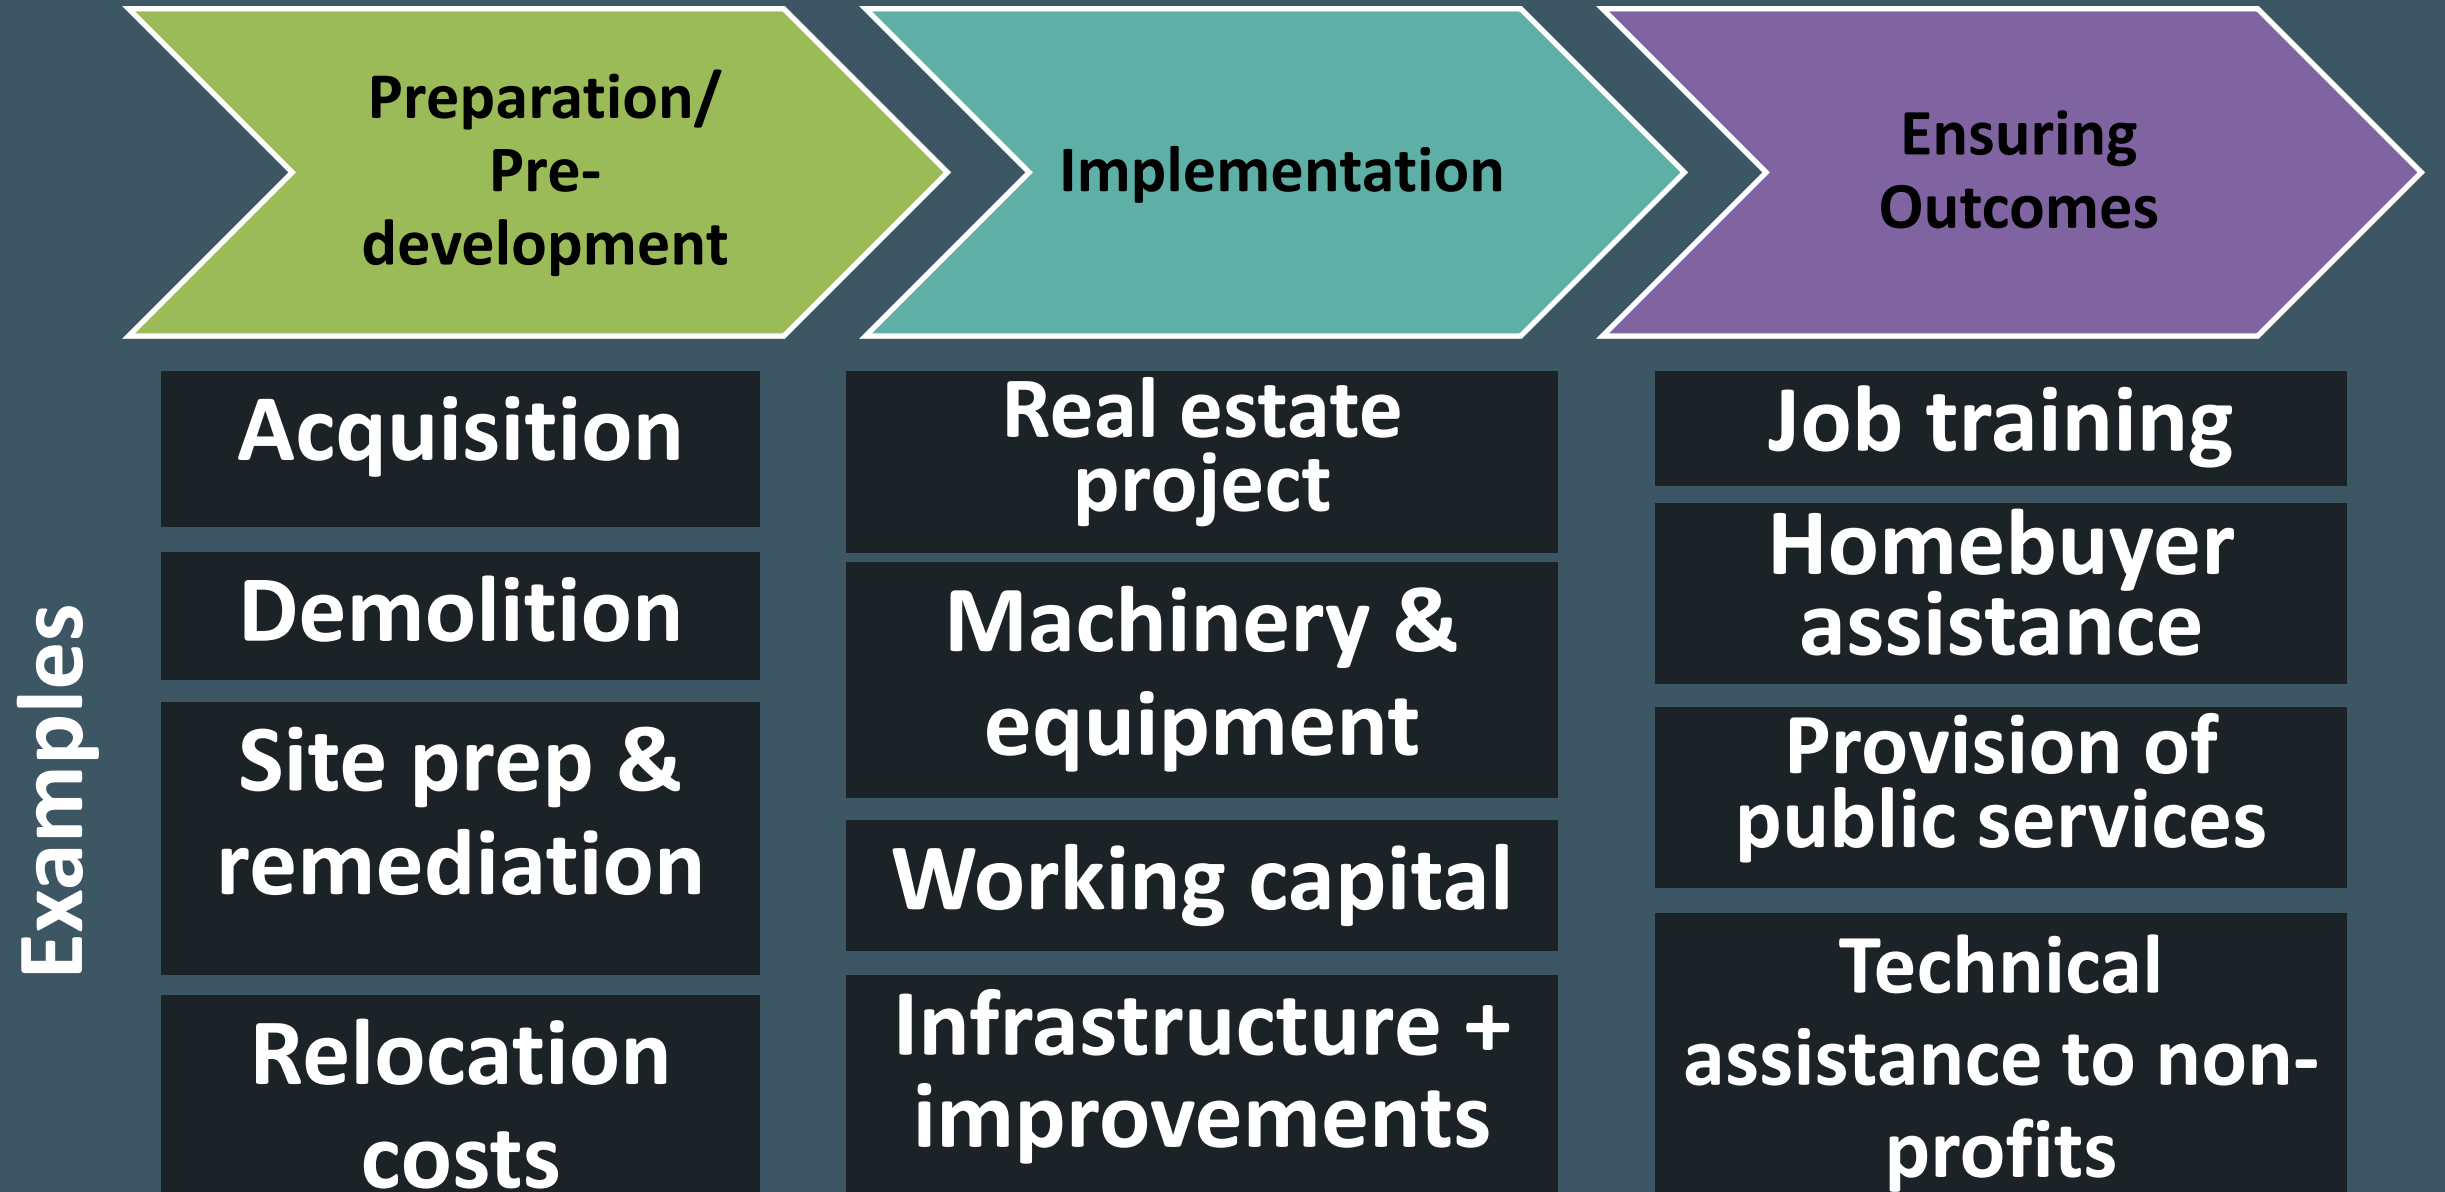 Preparation/
Pre-
development
Implementation
Ensuring
Outcomes
Examples
Acquisition
Demolition
Site prep &
remediation
Relocation
costs
Real estate
project
Machinery &
equipment
Working capital
Infrastructure +
improvements
Job training
Homebuyer
assistance
Provision of
public services
Technical
assistance to non-
profits